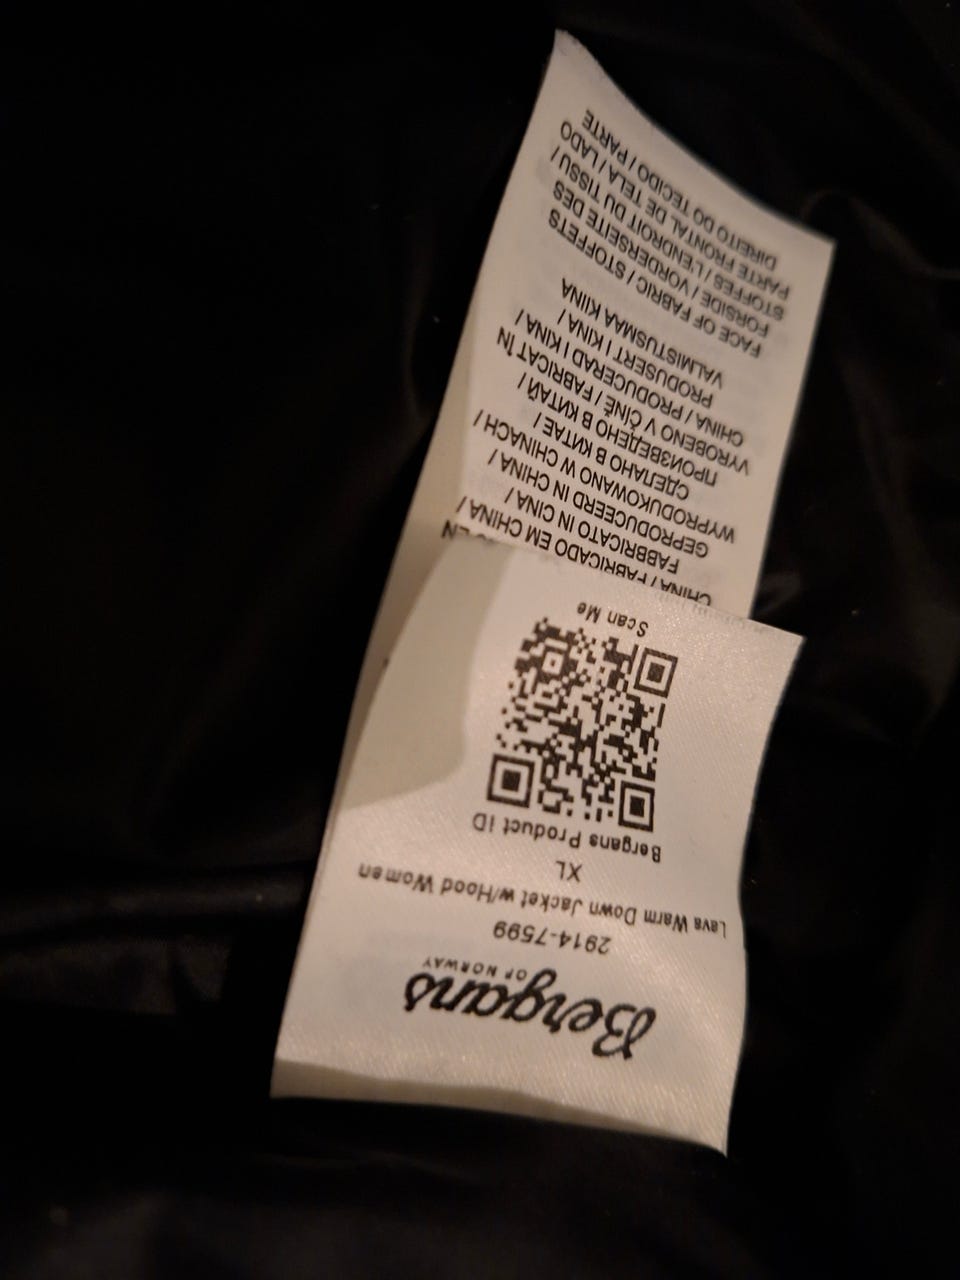 Bergans
OF NORWAY
2914-7599
Lava Warm Down Jacket w/Hood Women
XL
Bergans Product ID
Scan Me
CHINA / FABRICADO EM CHINA /
FABBRICATO IN CINA /
GEPRODUCEERD IN CHINA /
WYPRODUKOWANO W CHINACH /
СДЕЛАНО В КИТАЕ /
ПРОИЗВЕДЕНО В КИТАЙ /
VYROBENO V ČÍNĚ / FABRICAT ÎN
CHINA / PRODUCERAD I KINA /
PRODUSERT I KINA /
VALMISTUSMAA KIINA
FACE OF FABRIC / STOFFETS
FORSIDE / VORDERSEITE DES
STOFFES / L'ENDROIT DU TISSU /
PARTE FRONTAL DE TELA / LADO
DIREITO DO TECIDO / PARTE